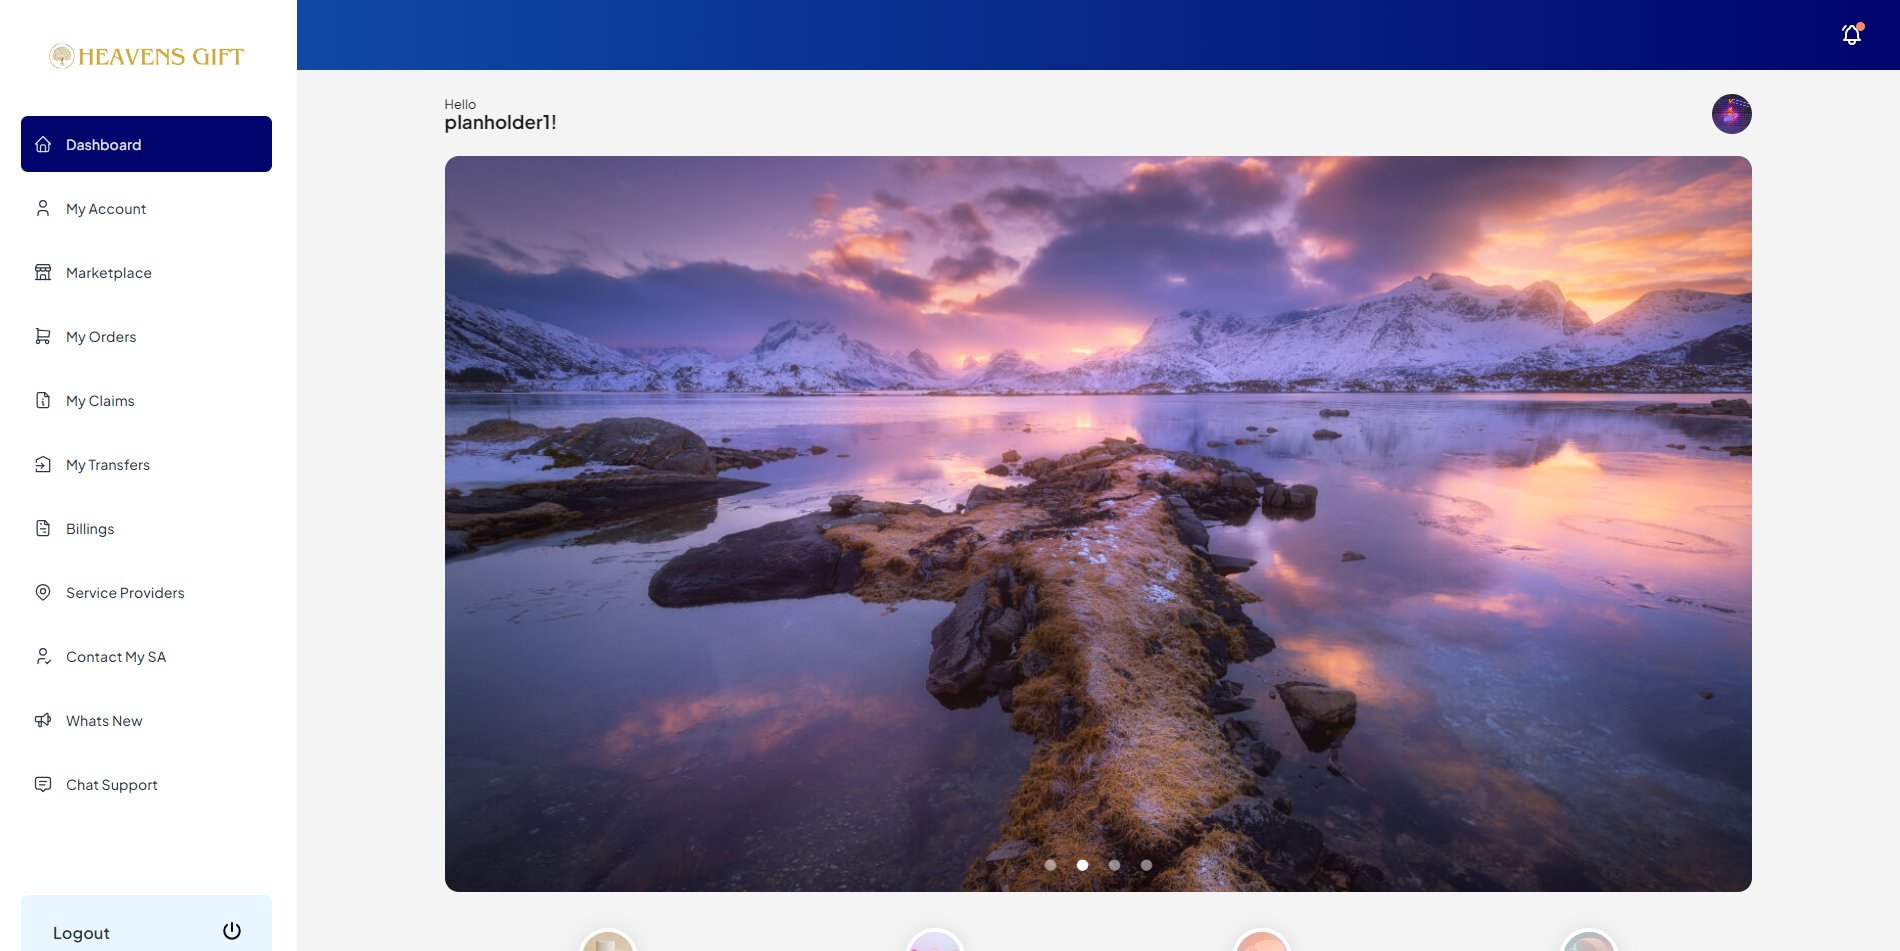 HEAVENS GIFT
Dashboard
My Account
Marketplace
My Orders
My Claims
My Transfers
Billings
Service Providers
Contact My SA
Whats New
Chat Support
Logout
Hello
planholder1!